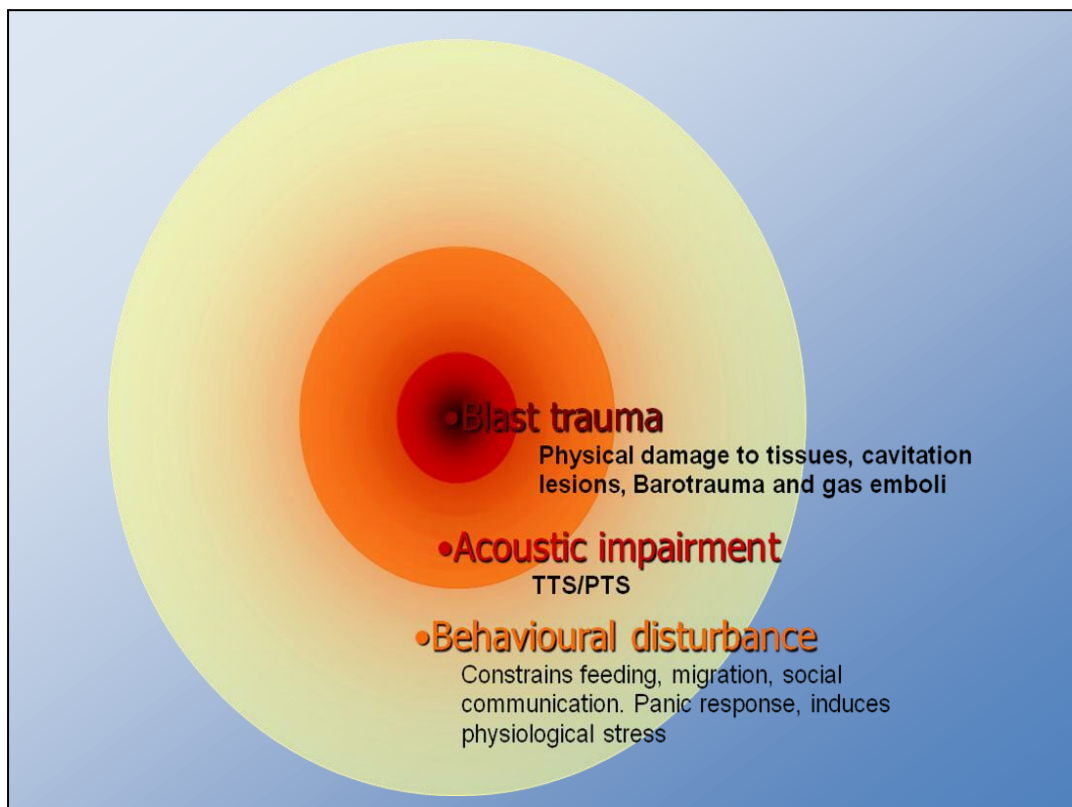 •Blast trauma
Physical damage to tissues, cavitation
lesions, Barotrauma and gas emboli
•Acoustic impairment
TTS/PTS
•Behavioural disturbance
Constrains feeding, migration, social
communication. Panic response, induces
physiological stress